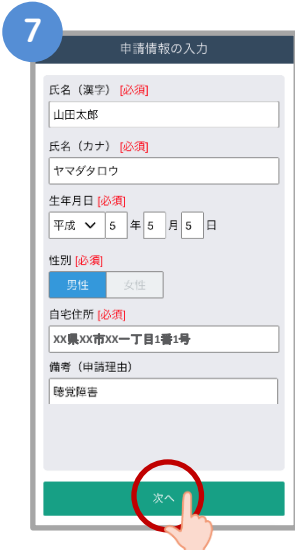 7
申請情報の入力
氏名（漢字） [必須]
山田太郎
氏名（カナ） [必須]
ヤマダタロウ
生年月日 [必須]
平成 5 年 5 月 5 日
性別 [必須]
男性 女性
自宅住所 [必須]
XX県XX市XX一丁目1番1号
備考（申請理由）
聴覚障害
次へ